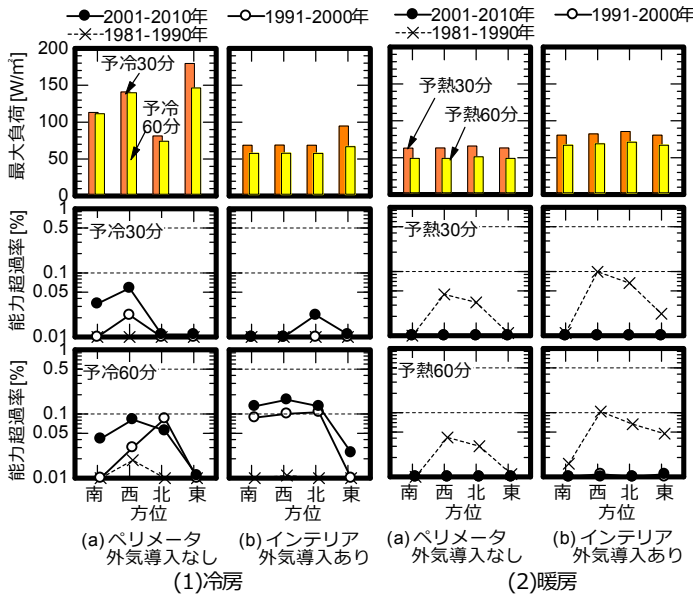 2001-2010年
1981-1990年
1991-2000年
2001-2010年
1981-1990年
1991-2000年
最大負荷[W/㎡]
200
150
100
50
0
予冷30分
予冷
60分
予熱30分
予熱60分
能力超過率[%]
1
0.5
0.1
0.05
0.01
予冷30分
予熱30分
能力超過率[%]
1
0.5
0.1
0.05
0.01
予冷60分
予熱60分
南 西 北 東 南 西 北 東 南 西 北 東 南 西 北 東
方位 方位 方位 方位
(a)ペリメータ (b)インテリア (a)ペリメータ (b)インテリア
外気導入なし 外気導入あり 外気導入なし 外気導入あり
(1)冷房 (2)暖房